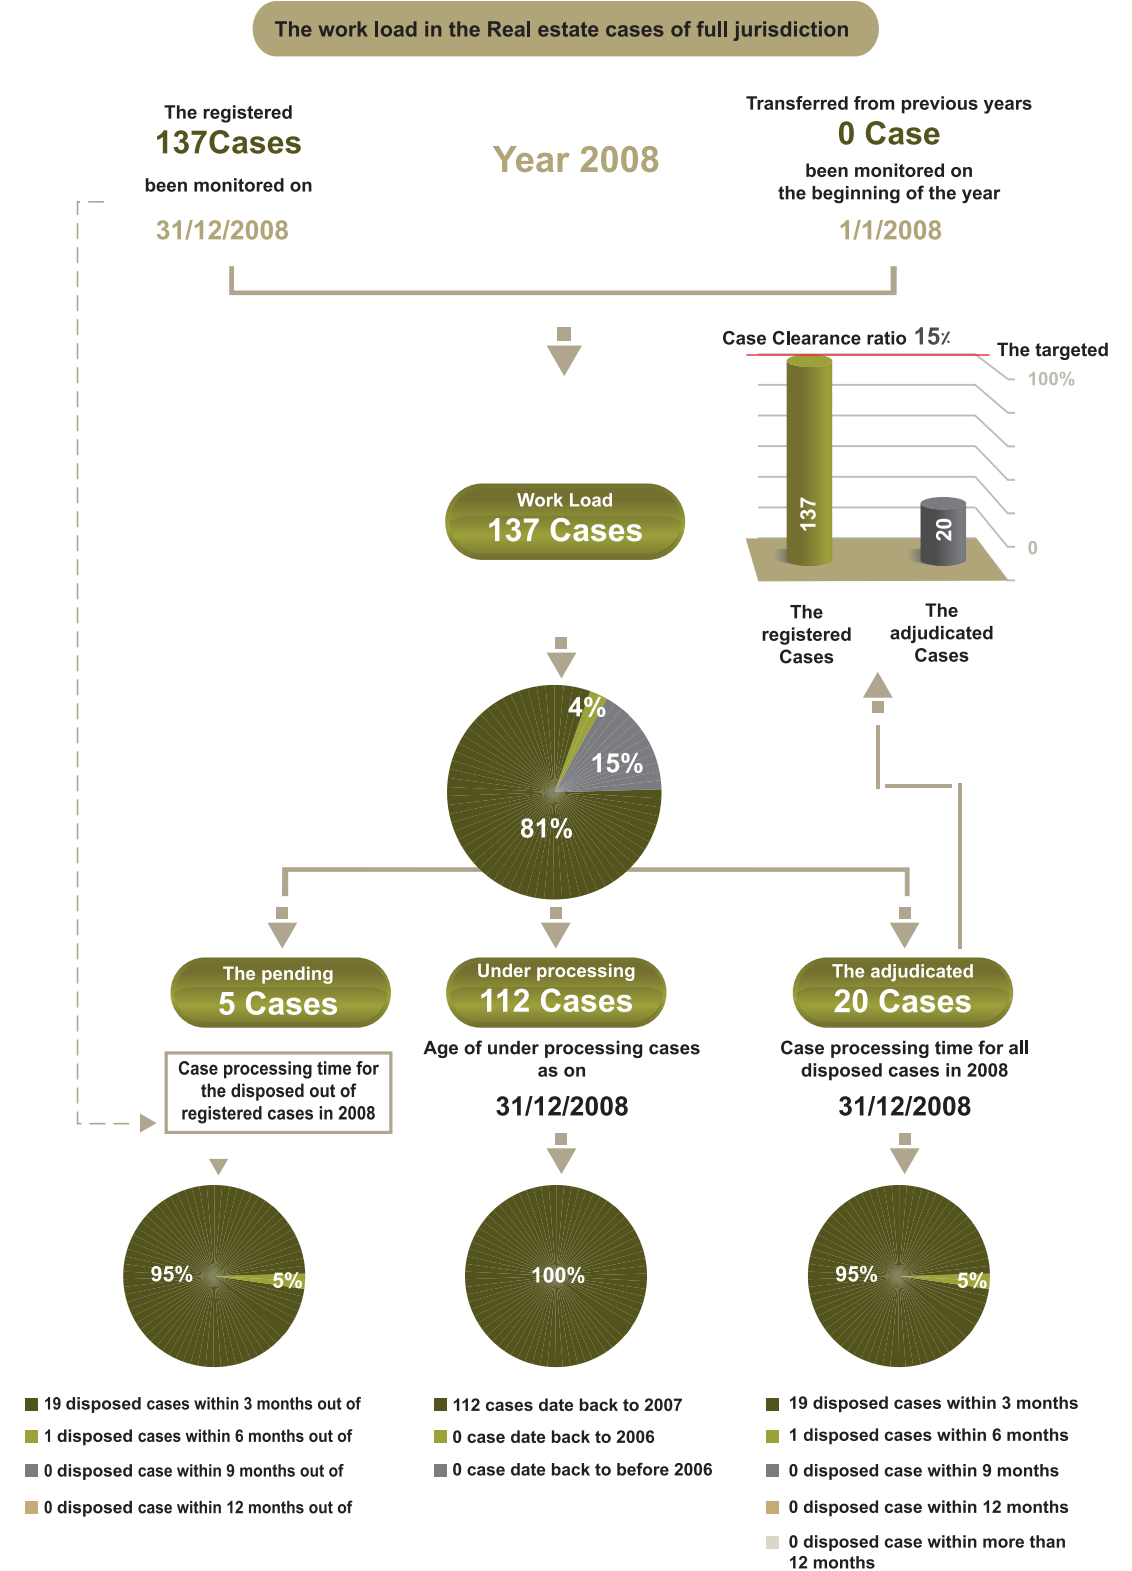 The work load in the Real estate cases of full jurisdiction
The registered
137Cases
been monitored on
31/12/2008
Year 2008
Transferred from previous years
0 Case
been monitored on
the beginning of the year
1/1/2008
Case Clearance ratio 15٪
The targeted
100%
0
137
20
The
registered
Cases
The
adjudicated
Cases
Work Load
137 Cases
4%
15%
81%
The pending
5 Cases
Case processing time for
the disposed out of
registered cases in 2008
Under processing
112 Cases
Age of under processing cases
as on
31/12/2008
The adjudicated
20 Cases
Case processing time for all
disposed cases in 2008
31/12/2008
95%
5%
100%
95%
5%
19 disposed cases within 3 months out of
1 disposed cases within 6 months out of
0 disposed case within 9 months out of
0 disposed case within 12 months out of
112 cases date back to 2007
0 case date back to 2006
0 case date back to before 2006
19 disposed cases within 3 months
1 disposed cases within 6 months
0 disposed case within 9 months
0 disposed case within 12 months
0 disposed case within more than
12 months